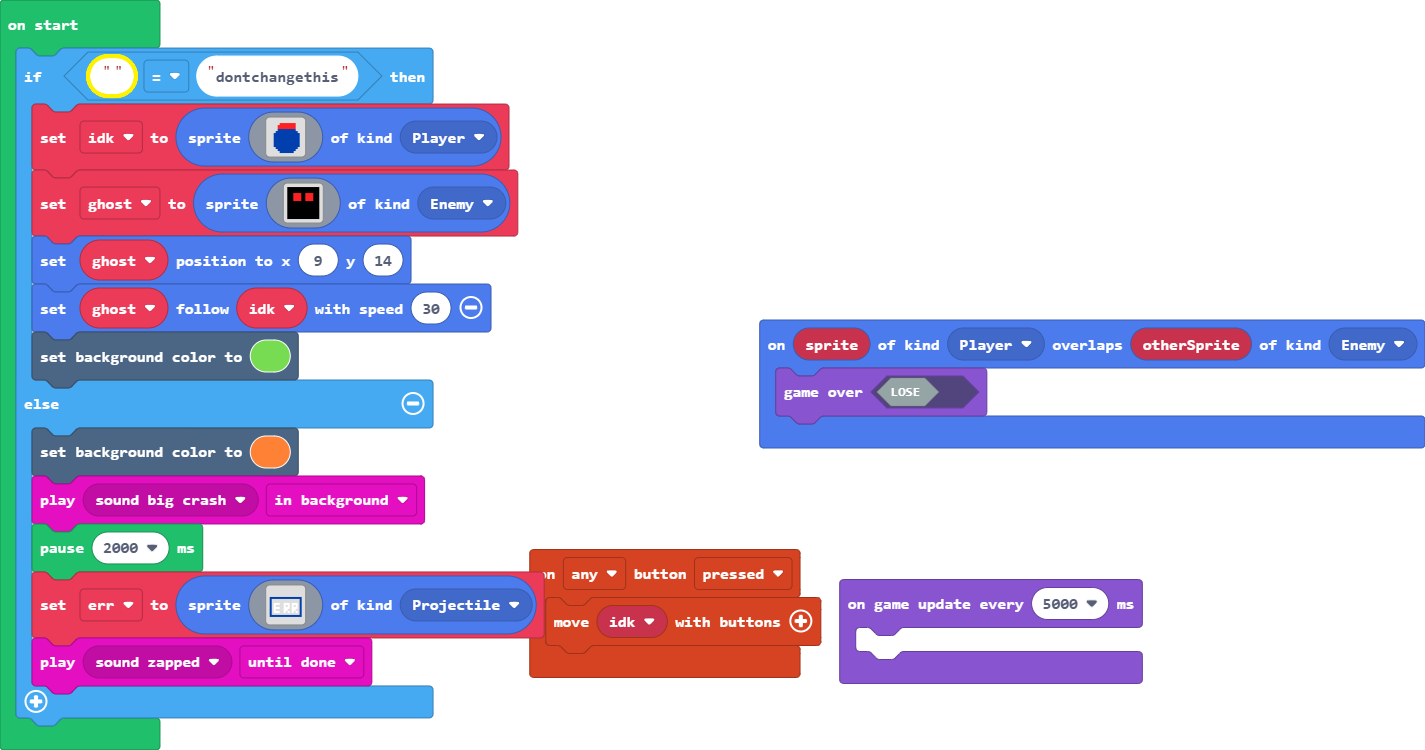 on start
if " " = "dontchangethis" then
set idk to sprite of kind Player
set ghost to sprite of kind Enemy
set ghost position to x 9 y 14
set ghost follow idk with speed 30
set background color to
else
set background color to
play sound big crash in background
pause 2000 ms
set err to sprite ERR of kind Projectile
play sound zapped until done
on sprite of kind Player overlaps otherSprite of kind Enemy
game over LOSE
on any button pressed
move idk with buttons
on game update every 5000 ms